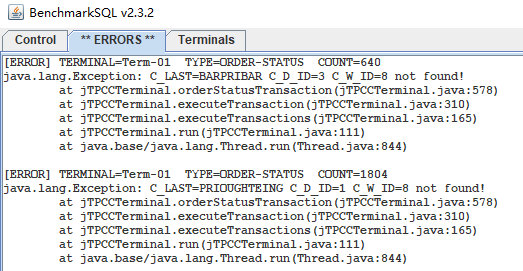 BenchmarkSQL v2.3.2
Control ** ERRORS ** Terminals
[ERROR] TERMINAL=Term-01 TYPE=ORDER-STATUS COUNT=640
java.lang.Exception: C_LAST=BARPRIBAR C_D_ID=3 C_W_ID=8 not found!
at jTPCCTerminal.orderStatusTransaction(jTPCCTerminal.java:578)
at jTPCCTerminal.executeTransaction(jTPCCTerminal.java:310)
at jTPCCTerminal.executeTransactions(jTPCCTerminal.java:165)
at jTPCCTerminal.run(jTPCCTerminal.java:111)
at java.base/java.lang.Thread.run(Thread.java:844)
[ERROR] TERMINAL=Term-01 TYPE=ORDER-STATUS COUNT=1804
java.lang.Exception: C_LAST=PRIOUGHTEING C_D_ID=1 C_W_ID=8 not found!
at jTPCCTerminal.orderStatusTransaction(jTPCCTerminal.java:578)
at jTPCCTerminal.executeTransaction(jTPCCTerminal.java:310)
at jTPCCTerminal.executeTransactions(jTPCCTerminal.java:165)
at jTPCCTerminal.run(jTPCCTerminal.java:111)
at java.base/java.lang.Thread.run(Thread.java:844)